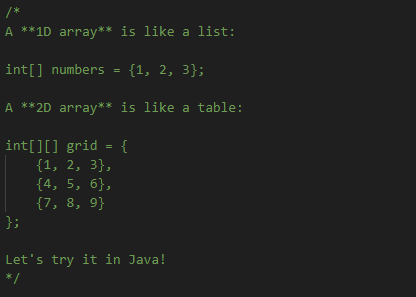 /*
A **1D array** is like a list:
int[] numbers = {1, 2, 3};
A **2D array** is like a table:
int[][] grid = {
    {1, 2, 3},
    {4, 5, 6},
    {7, 8, 9}
};
Let's try it in Java!
*/